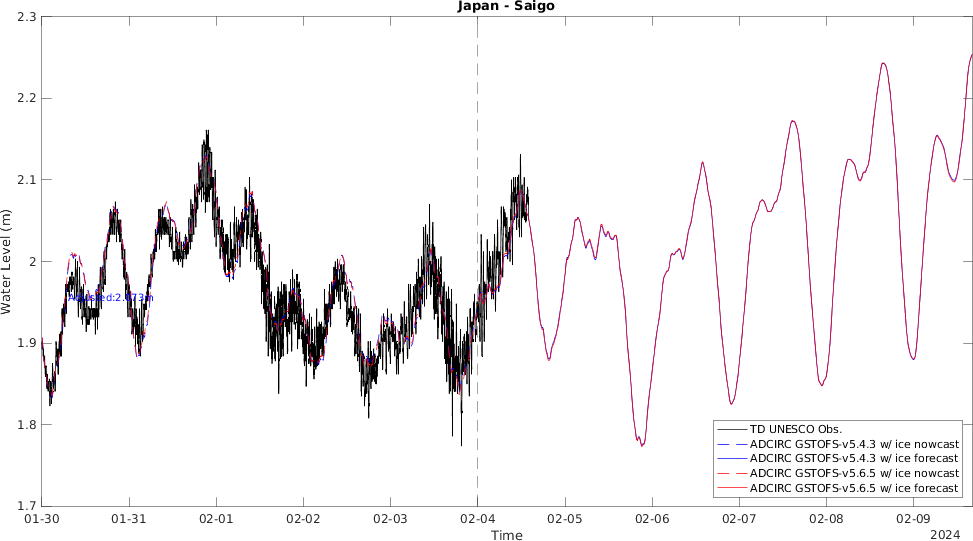 Japan - Saigo
2.3
2.2
2.1
2
1.9
1.8
1.7
Water Level (m)
TD UNESCO Obs.
ADCIRC GSTOFS-v5.4.3 w/ ice nowcast
ADCIRC GSTOFS-v5.4.3 w/ ice forecast
ADCIRC GSTOFS-v5.6.5 w/ ice nowcast
ADCIRC GSTOFS-v5.6.5 w/ ice forecast
01-30 01-31 02-01 02-02 02-03 02-04 02-05 02-06 02-07 02-08 02-09
Time
2024